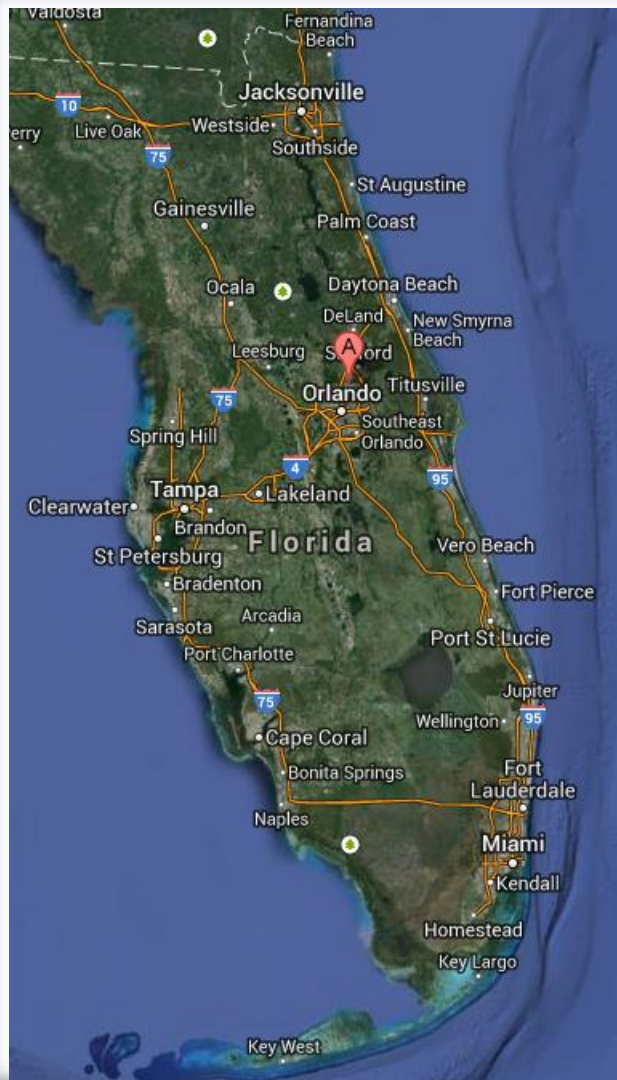 Valdosta
Fernandina
Beach
10
Jacksonville
erry
Live Oak
Westside
75
Southside
St Augustine
Gainesville
Palm Coast
Ocala
Daytona Beach
DeLand
New Smyrna
Beach
Leesburg
A
Orlando
Titusville
75
Southeast
Orlando
Spring Hill
4
95
Tampa
Lakeland
Clearwater
Brandon
Florida
St Petersburg
Vero Beach
Bradenton
Fort Pierce
Arcadia
Sarasota
Port St Lucie
Port Charlotte
Jupiter
75
95
Wellington
Cape Coral
Fort
Lauderdale
Bonita Springs
Naples
Miami
Kendall
Homestead
Key Largo
Key West